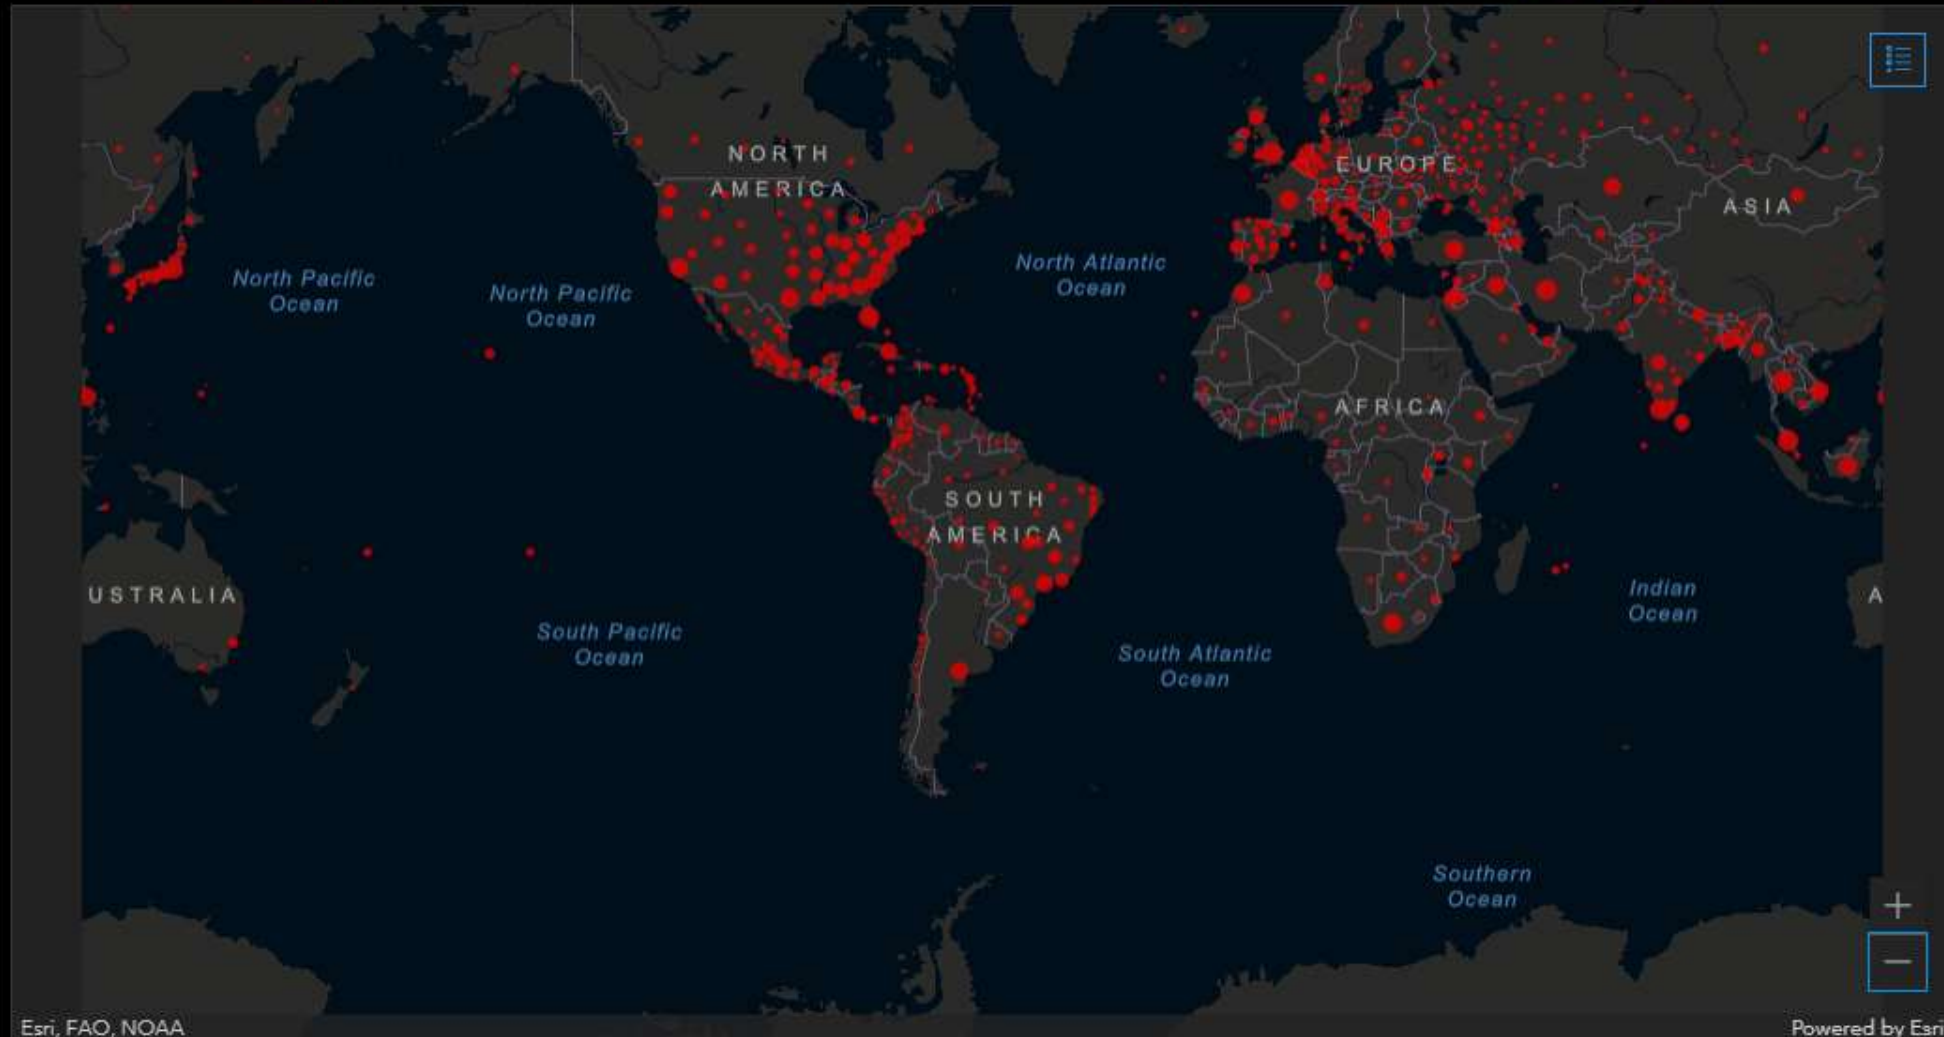 NORTH
AMERICA
EUROPE
ASIA
North Pacific
Ocean
North Pacific
Ocean
North Atlantic
Ocean
AFRICA
SOUTH
AMERICA
USTRALIA
Indian
Ocean
A
South Pacific
Ocean
South Atlantic
Ocean
Southern
Ocean
+
−
Esri, FAO, NOAA
Powered by Esri